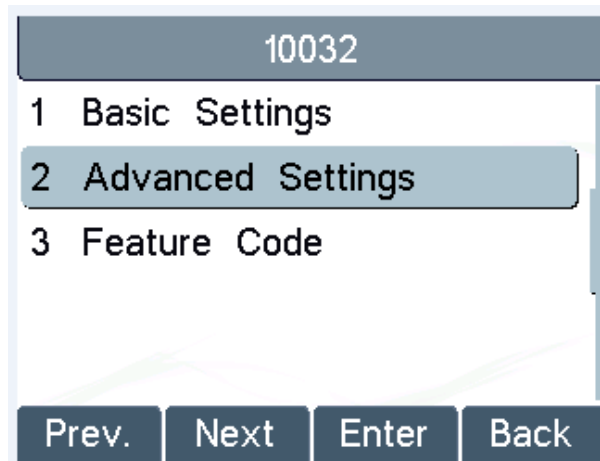 10032
1 Basic Settings
2 Advanced Settings
3 Feature Code
Prev. Next Enter Back